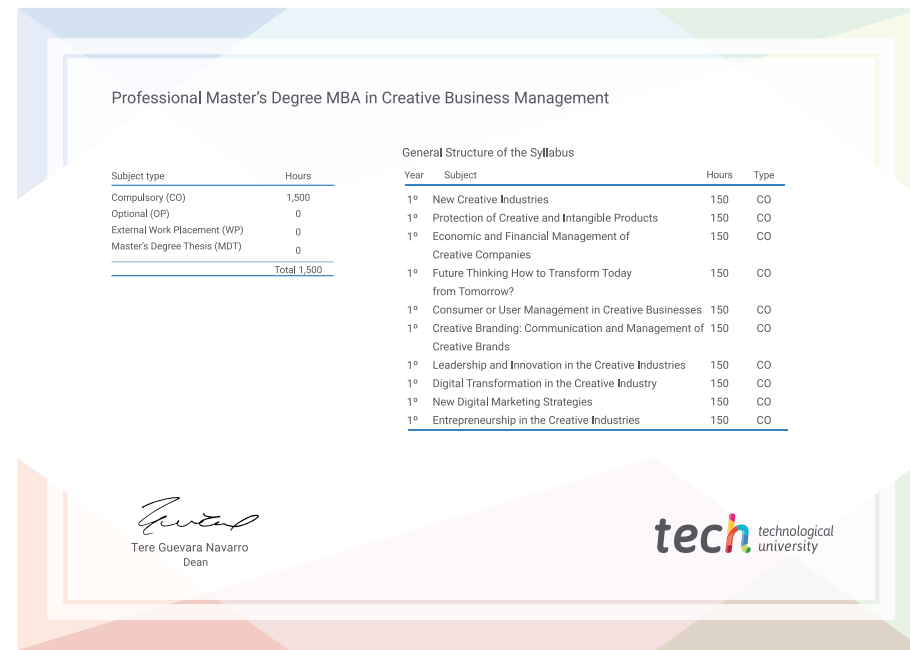 Professional Master's Degree MBA in Creative Business Management
Subject type Hours
Compulsory (CO) 1,500
Optional (OP) 0
External Work Placement (WP) 0
Master's Degree Thesis (MDT) 0
Total 1,500
General Structure of the Syllabus
Year Subject Hours Type
1º New Creative Industries 150 CO
1º Protection of Creative and Intangible Products 150 CO
1º Economic and Financial Management of 150 CO
Creative Companies
1º Future Thinking How to Transform Today 150 CO
from Tomorrow?
1º Consumer or User Management in Creative Businesses 150 CO
1º Creative Branding: Communication and Management of 150 CO
Creative Brands
1º Leadership and Innovation in the Creative Industries 150 CO
1º Digital Transformation in the Creative Industry 150 CO
1º New Digital Marketing Strategies 150 CO
1º Entrepreneurship in the Creative Industries 150 CO
Tere Guevara Navarro
Dean
tech technological
university